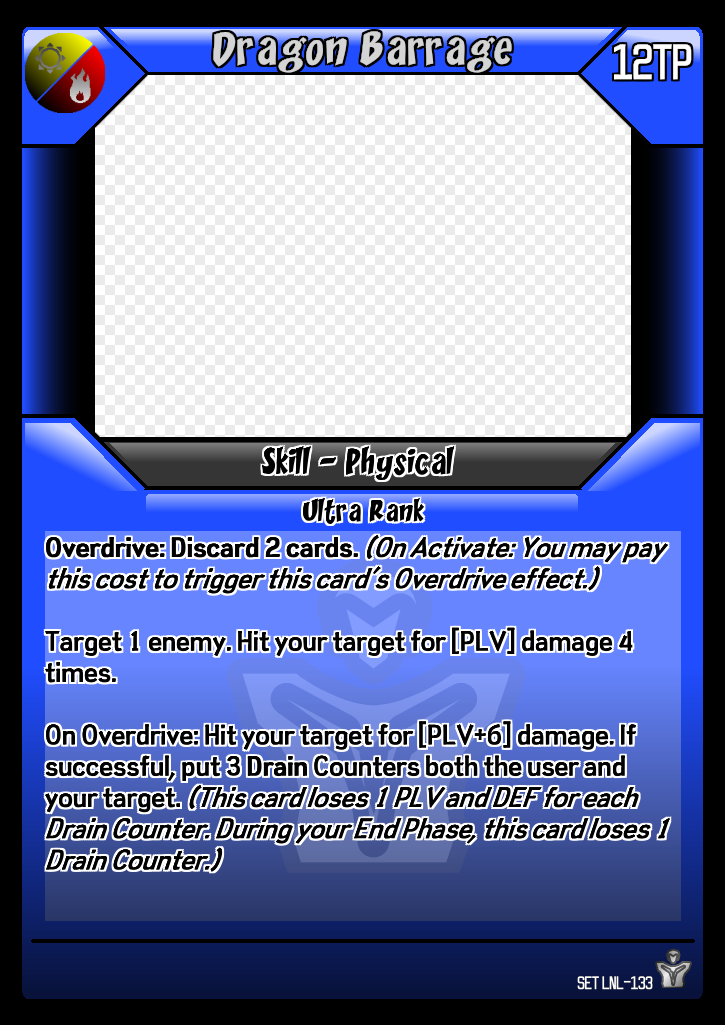 Dragon Barrage
12TP
Skill - Physical
Ultra Rank
Overdrive: Discard 2 cards. (On Activate: You may pay
this cost to trigger this card's Overdrive effect.)
Target 1 enemy. Hit your target for [PLV] damage 4
times.
On Overdrive: Hit your target for [PLV+6] damage. If
successful, put 3 Drain Counters both the user and
your target. (This card loses 1 PLV and DEF for each
Drain Counter. During your End Phase, this card loses 1
Drain Counter.)
SET LNL-133